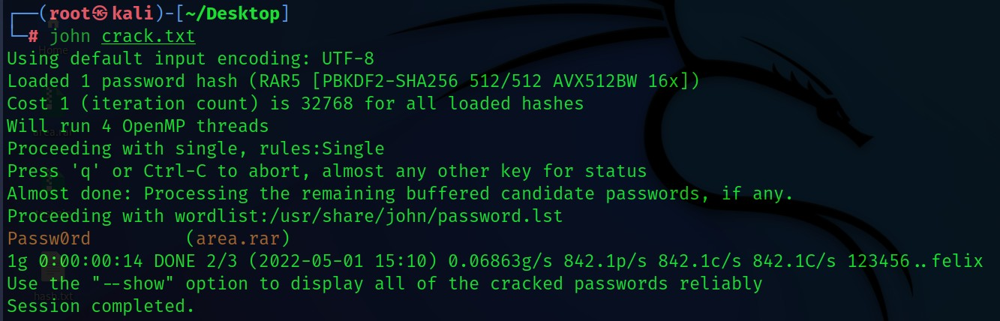 ┌──(root㉿kali)-[~/Desktop]
└─# john crack.txt
Using default input encoding: UTF-8
Loaded 1 password hash (RAR5 [PBKDF2-SHA256 512/512 AVX512BW 16x])
Cost 1 (iteration count) is 32768 for all loaded hashes
Will run 4 OpenMP threads
Proceeding with single, rules:Single
Press 'q' or Ctrl-C to abort, almost any other key for status
Almost done: Processing the remaining buffered candidate passwords, if any.
Proceeding with wordlist:/usr/share/john/password.lst
Passw0rd         (area.rar)
1g 0:00:00:14 DONE 2/3 (2022-05-01 15:10) 0.06863g/s 842.1p/s 842.1c/s 842.1C/s 123456..felix
Use the "--show" option to display all of the cracked passwords reliably
Session completed.
Home
area.rar
hash.txt